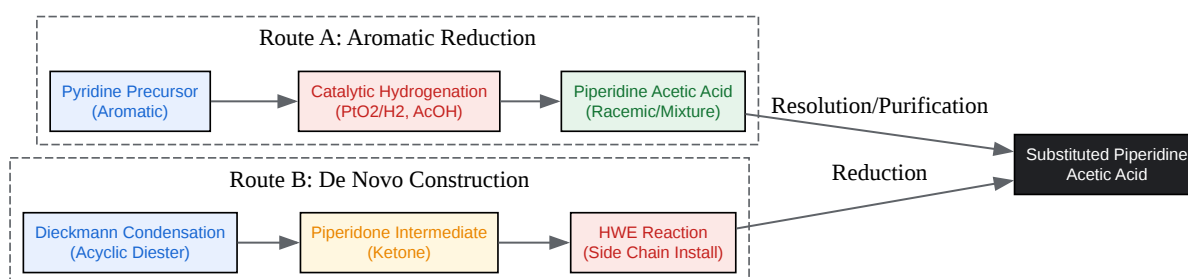 Route A: Aromatic Reduction
Pyridine Precursor
(Aromatic)
Catalytic Hydrogenation
(PtO2/H2, AcOH)
Piperidine Acetic Acid
(Racemic/Mixture)
Resolution/Purification
Substituted Piperidine
Acetic Acid
Route B: De Novo Construction
Reduction
Dieckmann Condensation
(Acyclic Diester)
Piperidone Intermediate
(Ketone)
HWE Reaction
(Side Chain Install)